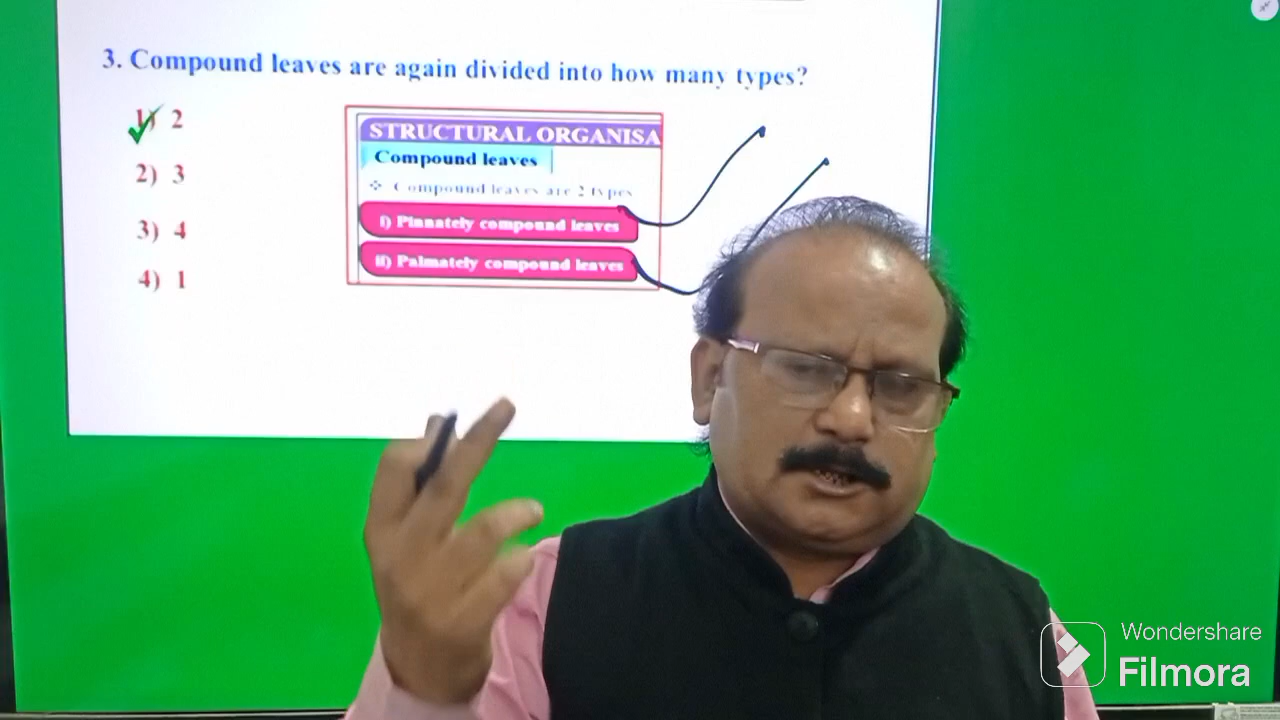 3. Compound leaves are again divided into how many types?
1) 2
2) 3
3) 4
4) 1
STRUCTURAL ORGANISA
Compound leaves
❖ Compound leaves are 2 types
i) Pinnately compound leaves
ii) Palmately compound leaves
Wondershare
Filmora